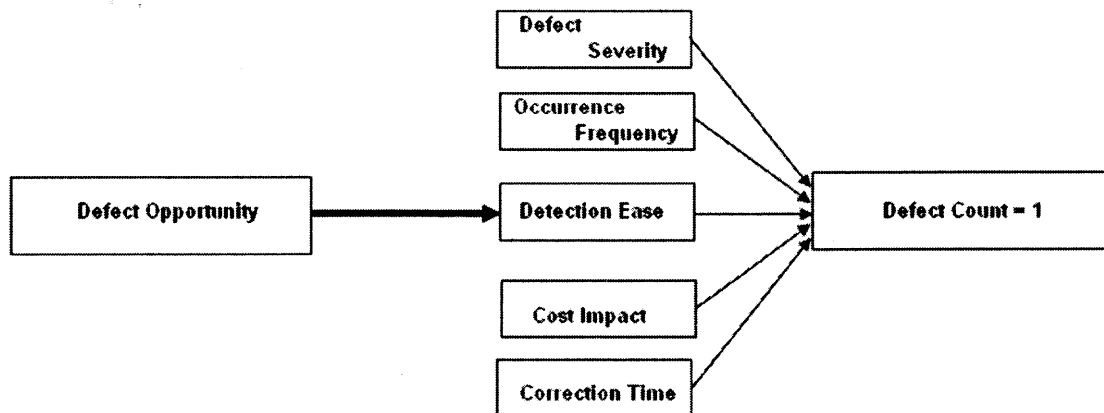 Defect
Severity
Occurrence
Frequency
Defect Opportunity
Detection Ease
Defect Count = 1
Cost Impact
Correction Time